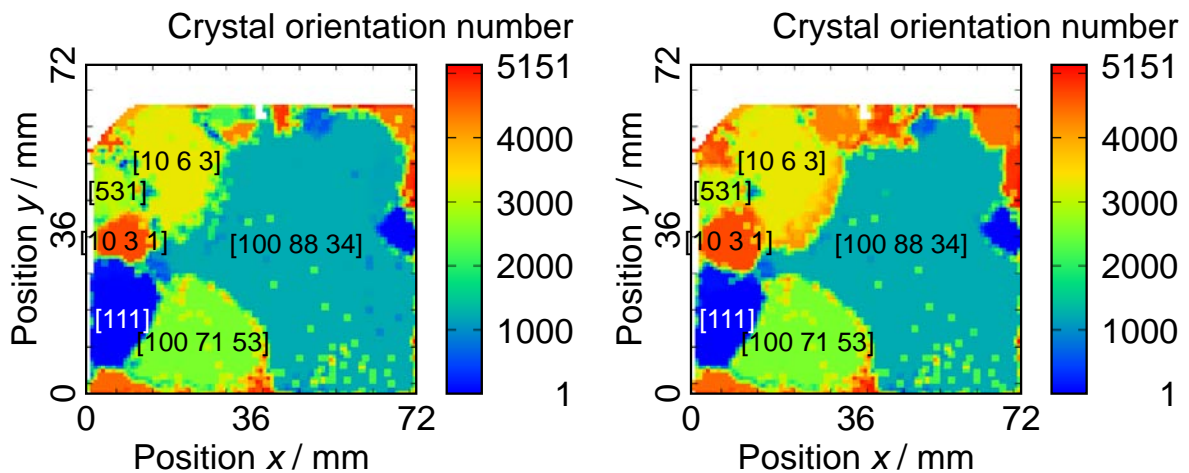 Crystal orientation number
72
5151
4000
3000
2000
1000
1
[10 6 3]
[531]
[10 3 1]
[100 88 34]
[111]
[100 71 53]
36
0
Position y / mm
0
36
72
Position x / mm
Crystal orientation number
72
5151
4000
3000
2000
1000
1
[10 6 3]
[531]
[10 3 1]
[100 88 34]
[111]
[100 71 53]
36
0
Position y / mm
0
36
72
Position x / mm